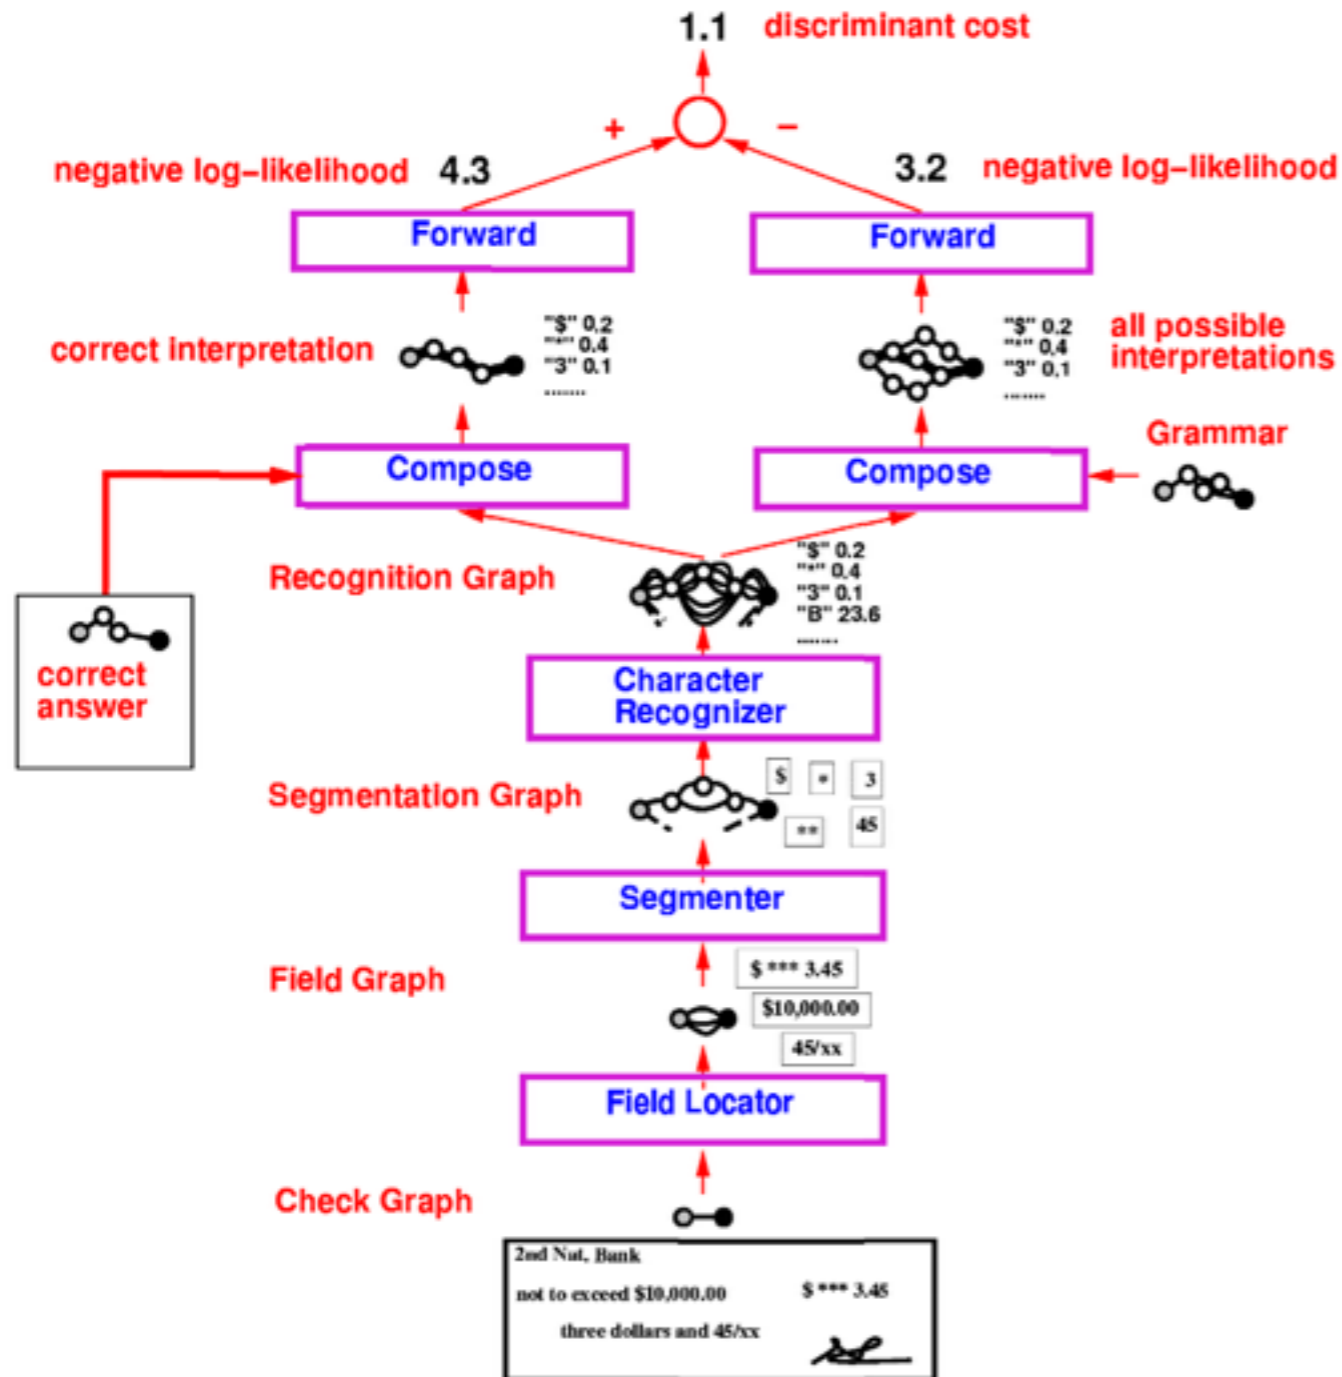 1.1 discriminant cost
+ −
negative log−likelihood 4.3
3.2 negative log−likelihood
Forward
Forward
correct interpretation
"$" 0.2
"*" 0.4
"3" 0.1
.......
"$" 0.2
"*" 0.4
"3" 0.1
.......
all possible
interpretations
Grammar
Compose
Compose
Recognition Graph
"$" 0.2
"*" 0.4
"3" 0.1
"B" 23.6
.......
correct
answer
Character
Recognizer
Segmentation Graph
$ * 3
** 45
Segmenter
Field Graph
$ *** 3.45
$10,000.00
45/xx
Field Locator
Check Graph
2nd Nat. Bank
not to exceed $10,000.00 $ *** 3.45
three dollars and 45/xx